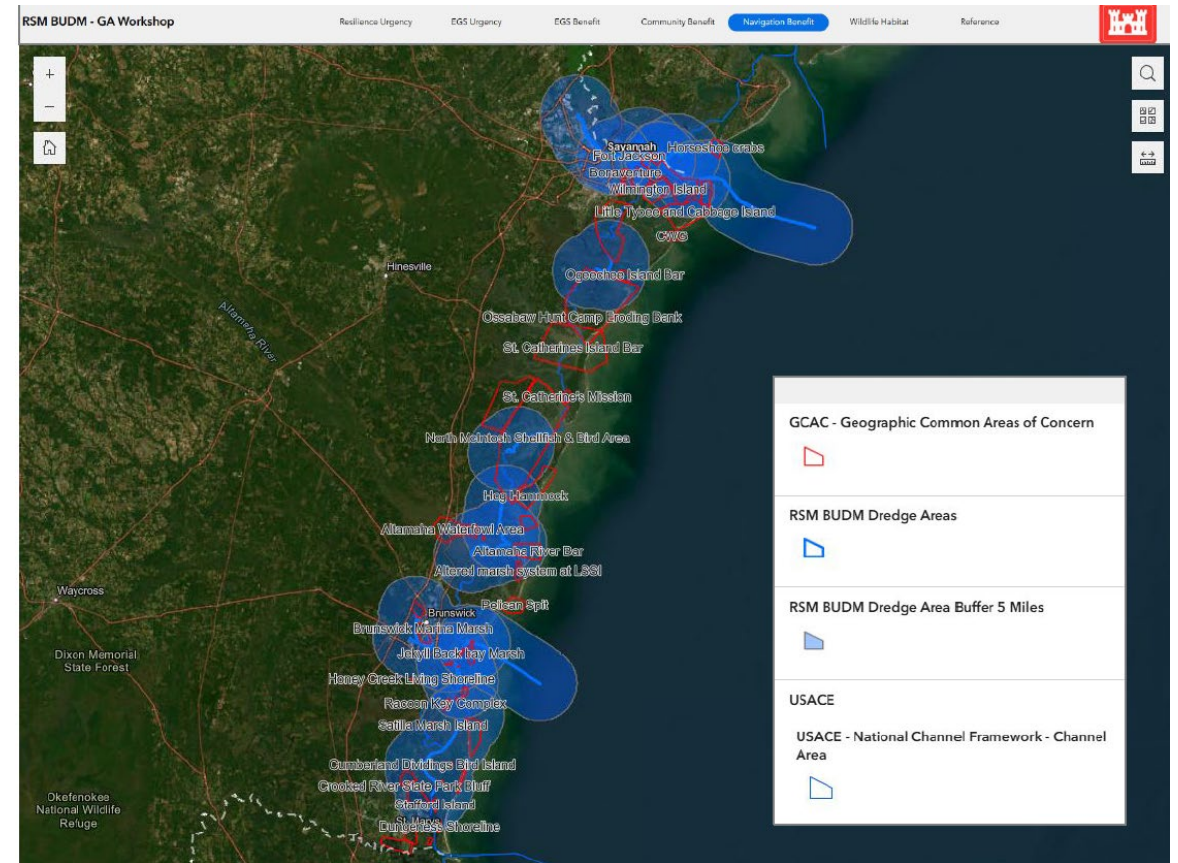 RSM BUDM - GA Workshop
Resilience Urgency
EGS Urgency
EGS Benefit
Community Benefit
Navigation Benefit
Wildlife Habitat
Reference
+
−
Savannah
Horseshoe crabs
Fort Jackson
Bonaventure
Wilmington Island
Little Tybee and Cabbage Island
CWG
Hinesville
Ogeechee Island Bar
Altamaha River
Ossabaw Hunt Camp Eroding Bank
St. Catherines Island Bar
St. Catherine's Mission
North McIntosh Shellfish & Bird Area
Hog Hammock
Altamaha Waterfowl Area
Altamaha River Bar
Altered marsh system at LSSI
Waycross
Pelican Spit
Brunswick
Brunswick Marina Marsh
Dixon Memorial
State Forest
Jekyll Back bay Marsh
Honey Creek Living Shoreline
Raccon Key Complex
Satilla Marsh Island
Cumberland Dividings Bird Island
Crooked River State Park Bluff
Okefenokee
National Wildlife
Refuge
Stafford Island
St. Marys
Dungeness Shoreline
GCAC - Geographic Common Areas of Concern
RSM BUDM Dredge Areas
RSM BUDM Dredge Area Buffer 5 Miles
USACE
USACE - National Channel Framework - Channel
Area